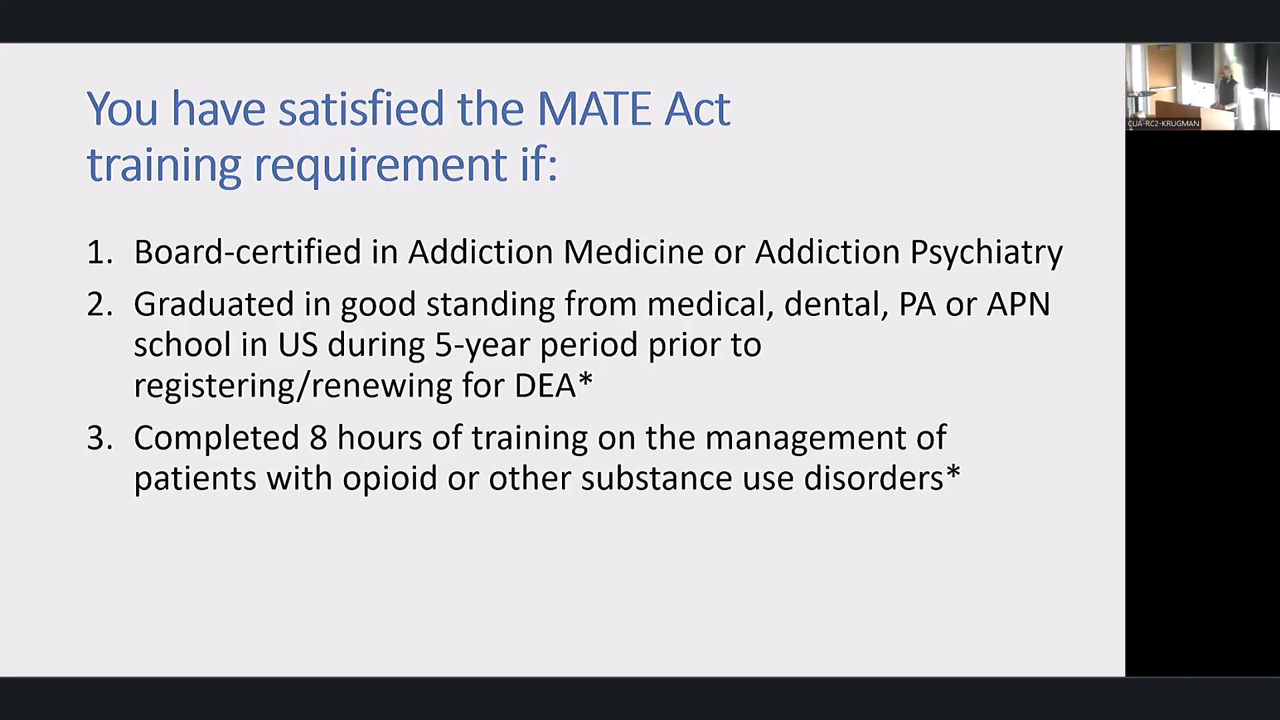 You have satisfied the MATE Act
training requirement if:
1. Board-certified in Addiction Medicine or Addiction Psychiatry
2. Graduated in good standing from medical, dental, PA or APN
school in US during 5-year period prior to
registering/renewing for DEA*
3. Completed 8 hours of training on the management of
patients with opioid or other substance use disorders*
CUA-RC2-KRUGMAN